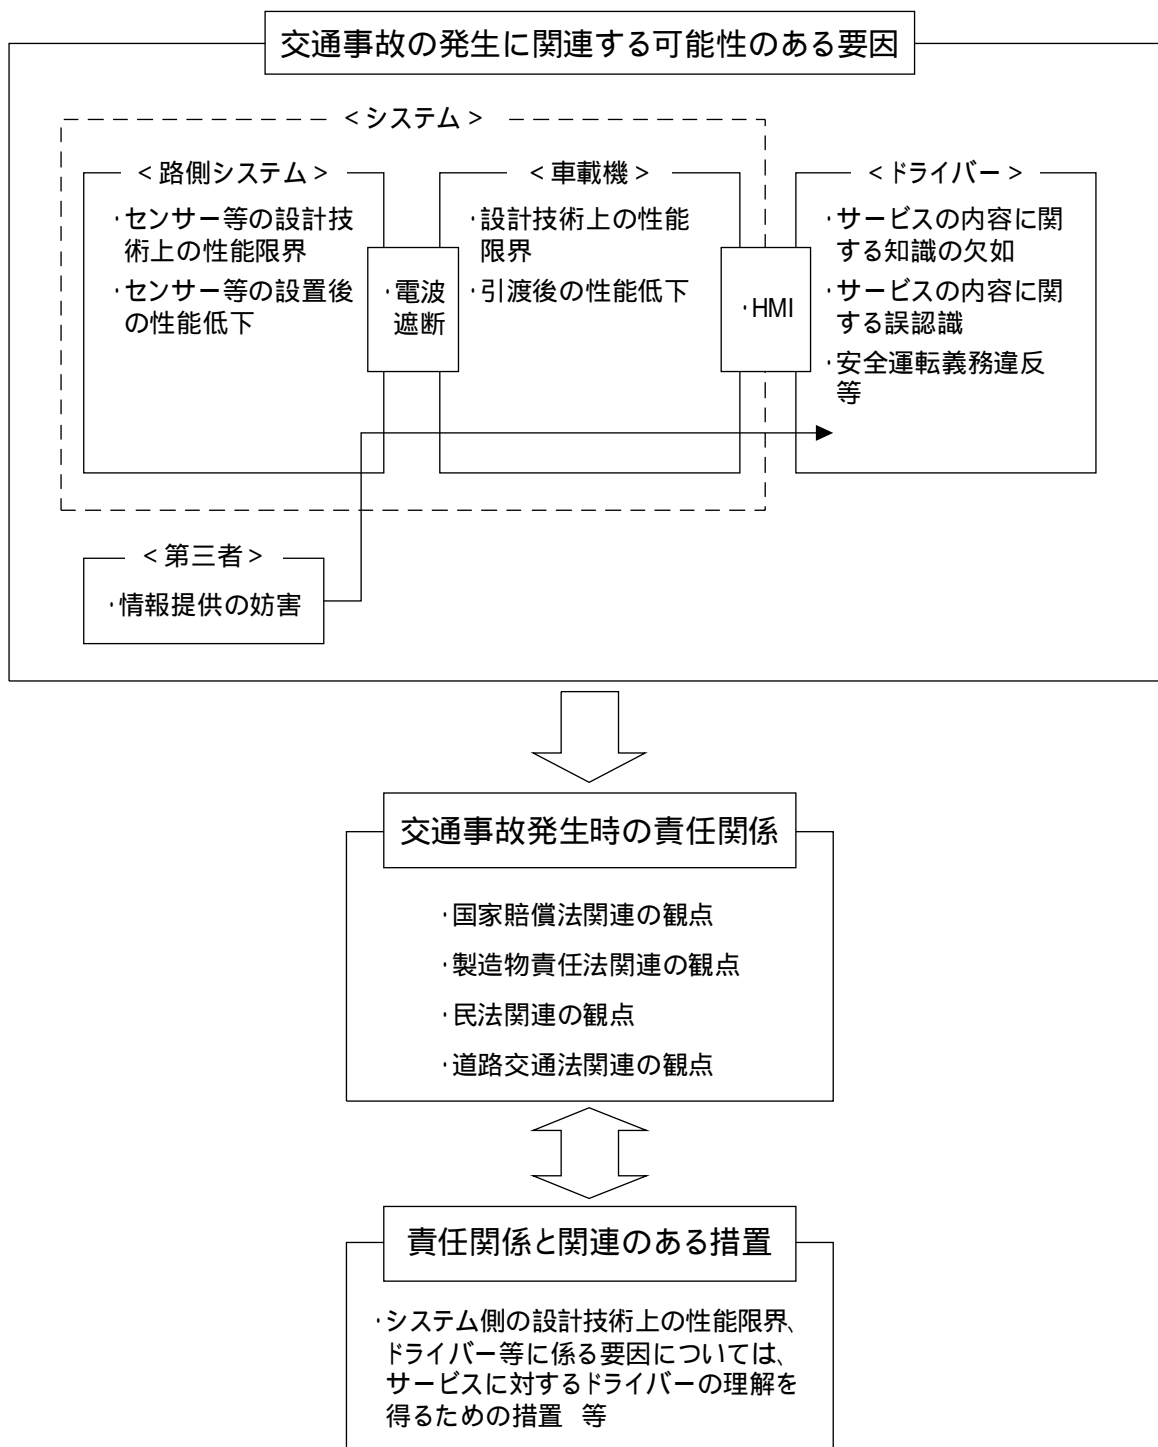 交通事故の発生に関連する可能性のある要因
<システム>
<路側システム>
・センサー等の設計技
術上の性能限界
・センサー等の設置後
の性能低下
・電波
遮断
<車載機>
・設計技術上の性能
限界
・引渡後の性能低下
・HMI
<ドライバー>
・サービスの内容に関
する知識の欠如
・サービスの内容に関
する誤認識
・安全運転義務違反
等
<第三者>
・情報提供の妨害
交通事故発生時の責任関係
・国家賠償法関連の観点
・製造物責任法関連の観点
・民法関連の観点
・道路交通法関連の観点
責任関係と関連のある措置
・システム側の設計技術上の性能限界、
ドライバー等に係る要因については、
サービスに対するドライバーの理解を
得るための措置 等